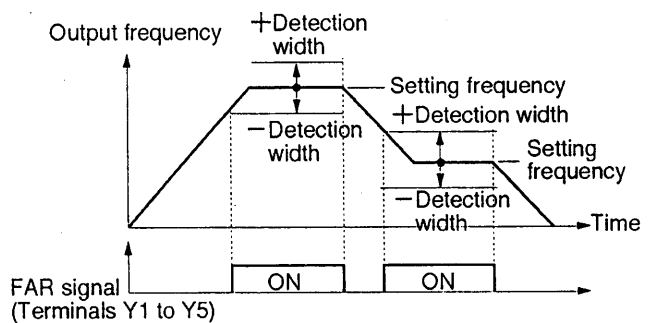 Output frequency
+Detection
width
Setting frequency
+Detection width
−Detection
width
Setting
frequency
−Detection
width
Time
FAR signal
(Terminals Y1 to Y5)
ON
ON